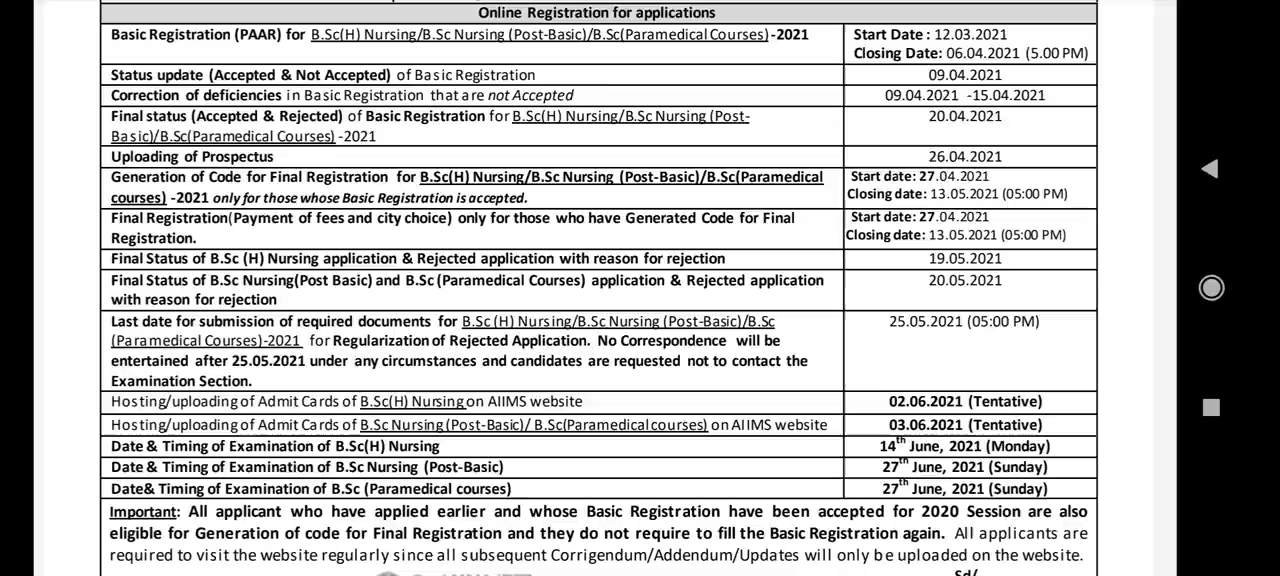 Online Registration for applications
Basic Registration (PAAR) for B.Sc(H) Nursing/B.Sc Nursing (Post-Basic)/B.Sc(Paramedical Courses)-2021
Start Date : 12.03.2021
Closing Date: 06.04.2021 (5.00 PM)
Status update (Accepted & Not Accepted) of Basic Registration
09.04.2021
Correction of deficiencies in Basic Registration that are not Accepted
09.04.2021 -15.04.2021
Final status (Accepted & Rejected) of Basic Registration for B.Sc(H) Nursing/B.Sc Nursing (Post-
Basic)/B.Sc(Paramedical Courses) -2021
20.04.2021
Uploading of Prospectus
26.04.2021
Generation of Code for Final Registration for B.Sc(H) Nursing/B.Sc Nursing (Post-Basic)/B.Sc(Paramedical
courses) -2021 only for those whose Basic Registration is accepted.
Start date: 27.04.2021
Closing date: 13.05.2021 (05:00 PM)
Final Registration(Payment of fees and city choice) only for those who have Generated Code for Final
Registration.
Start date: 27.04.2021
Closing date: 13.05.2021 (05:00 PM)
Final Status of B.Sc (H) Nursing application & Rejected application with reason for rejection
19.05.2021
Final Status of B.Sc Nursing(Post Basic) and B.Sc (Paramedical Courses) application & Rejected application
with reason for rejection
20.05.2021
Last date for submission of required documents for B.Sc (H) Nursing/B.Sc Nursing (Post-Basic)/B.Sc
(Paramedical Courses)-2021 for Regularization of Rejected Application. No Correspondence will be
entertained after 25.05.2021 under any circumstances and candidates are requested not to contact the
Examination Section.
25.05.2021 (05:00 PM)
Hosting/uploading of Admit Cards of B.Sc(H) Nursing on AIIMS website
02.06.2021 (Tentative)
Hosting/uploading of Admit Cards of B.Sc Nursing (Post-Basic)/ B.Sc(Paramedical courses) on AIIMS website
03.06.2021 (Tentative)
Date & Timing of Examination of B.Sc(H) Nursing
14th June, 2021 (Monday)
Date & Timing of Examination of B.Sc Nursing (Post-Basic)
27th June, 2021 (Sunday)
Date& Timing of Examination of B.Sc (Paramedical courses)
27th June, 2021 (Sunday)
Important: All applicant who have applied earlier and whose Basic Registration have been accepted for 2020 Session are also
eligible for Generation of code for Final Registration and they do not require to fill the Basic Registration again. All applicants are
required to visit the website regularly since all subsequent Corrigendum/Addendum/Updates will only be uploaded on the website.
Sd/